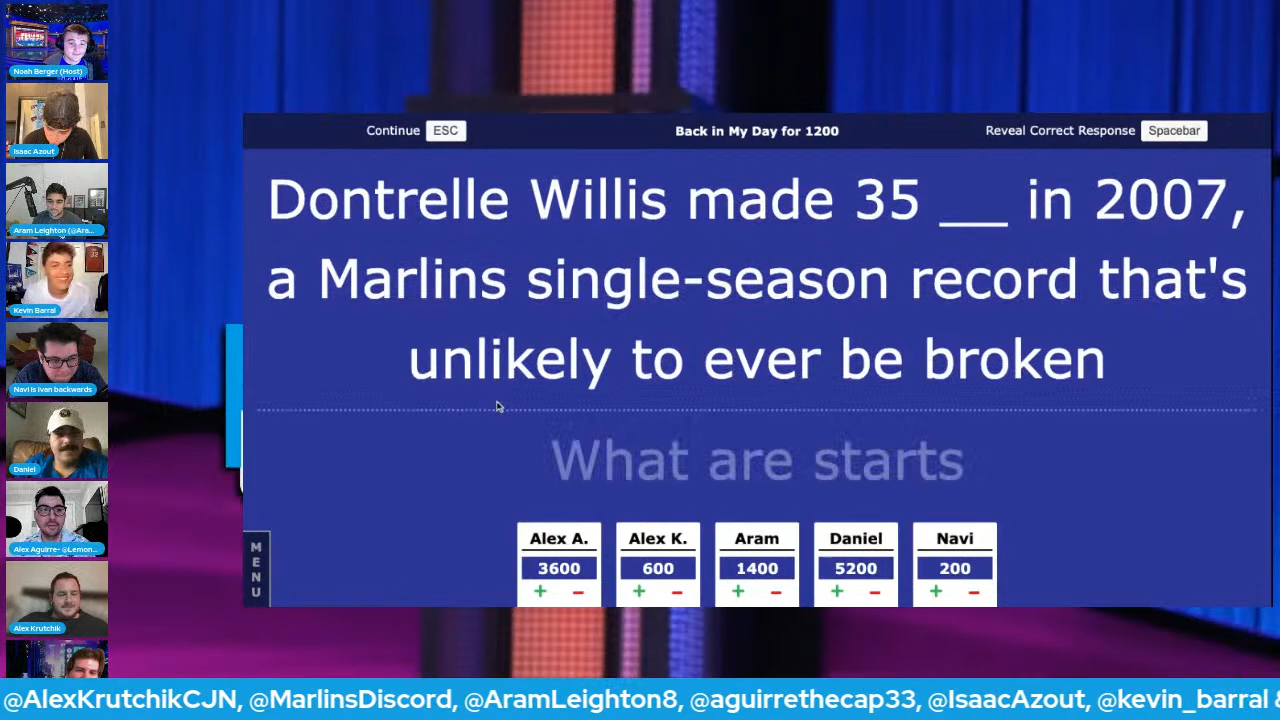 Noah Berger (Host)
Isaac Azout
Aram Leighton (@Ara...
Kevin Barral
Navi is Ivan backwards
Daniel
Alex Aguirre- @Lemon...
Alex Krutchik
Continue ESC
Back in My Day for 1200
Reveal Correct Response Spacebar
Dontrelle Willis made 35 __ in 2007,
a Marlins single-season record that's
unlikely to ever be broken
What are starts
MENU
Alex A. Alex K. Aram Daniel Navi
3600 600 1400 5200 200
+ - + - + - + - + -
@AlexKrutchikCJN, @MarlinsDiscord, @AramLeighton8, @aguirrethecap33, @IsaacAzout, @kevin_barral &